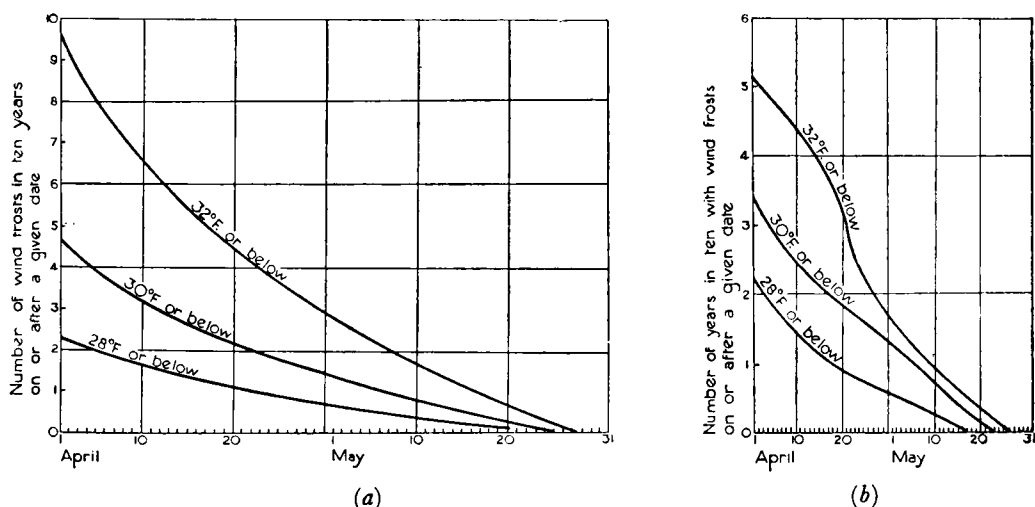 Number of wind frosts in ten years
on or after a given date
10
9
8
7
6
5
4
3
2
1
0
32°F. or below
30°F or below
28°F or below
1
10
20
1
10
20
31
April
May
(a)
Number of years in ten with wind frosts
on or after a given date
6
5
4
3
2
1
0
32°F. or below
30°F. or below
28°F. or below
1
10
20
1
10
20
31
April
May
(b)